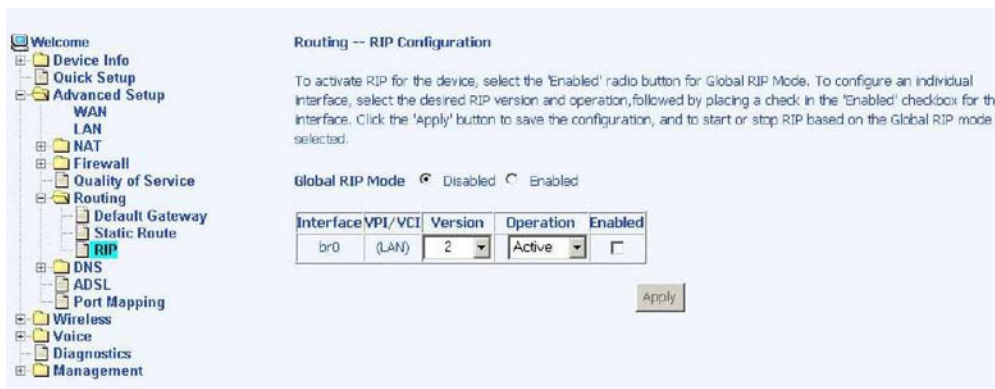 Welcome
Device Info
Quick Setup
Advanced Setup
WAN
LAN
NAT
Firewall
Quality of Service
Routing
Default Gateway
Static Route
RIP
DNS
ADSL
Port Mapping
Wireless
Voice
Diagnostics
Management
Routing -- RIP Configuration
To activate RIP for the device, select the 'Enabled' radio button for Global RIP Mode. To configure an individual
interface, select the desired RIP version and operation,followed by placing a check in the 'Enabled' checkbox for th
interface. Click the 'Apply' button to save the configuration, and to start or stop RIP based on the Global RIP mode
selected.
Global RIP Mode Disabled Enabled
Interface VPI/VCI Version Operation Enabled
br0 (LAN) 2 Active
Apply